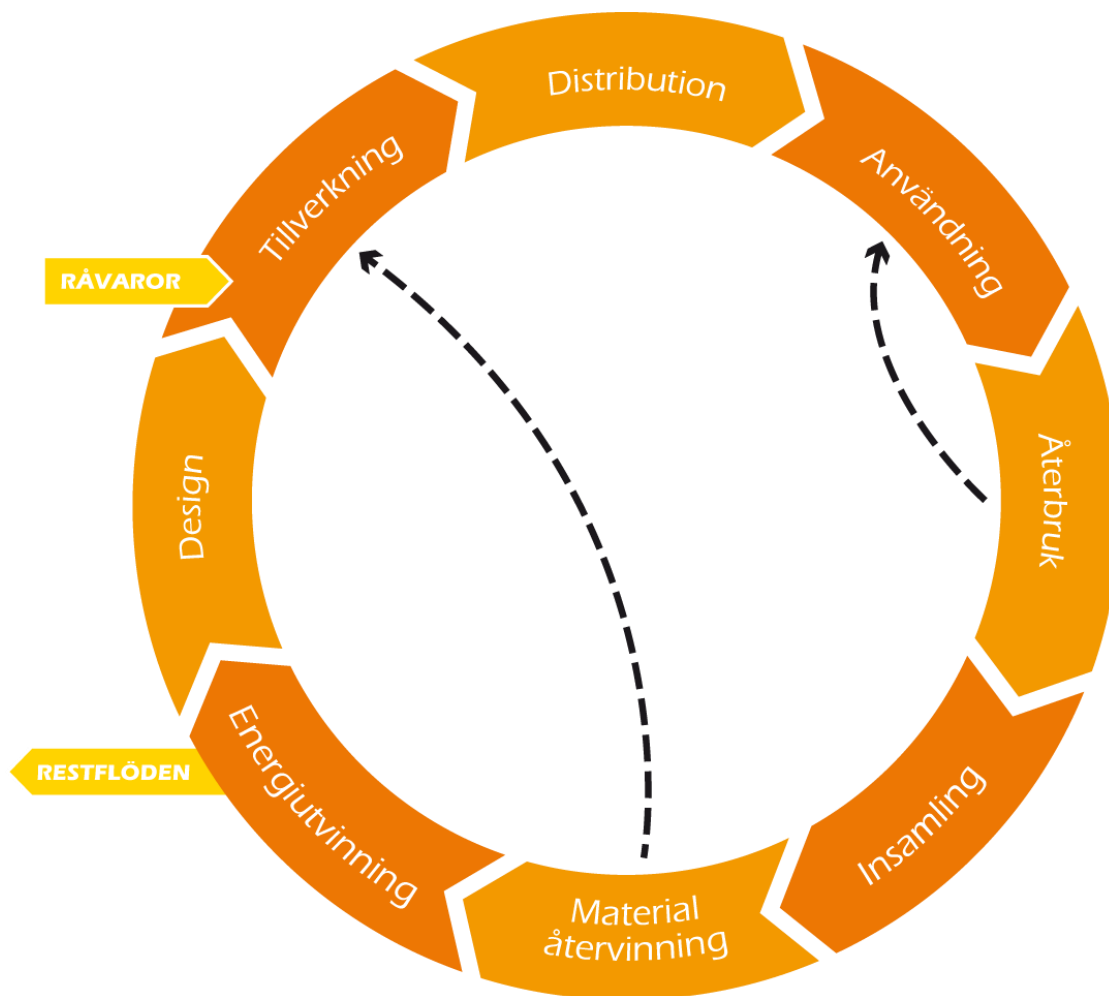 Distribution
Användning
Återbruk
Insamling
Material
återvinning
Energiutvinning
RESTFLÖDEN
Design
RÅVAROR
Tillverkning